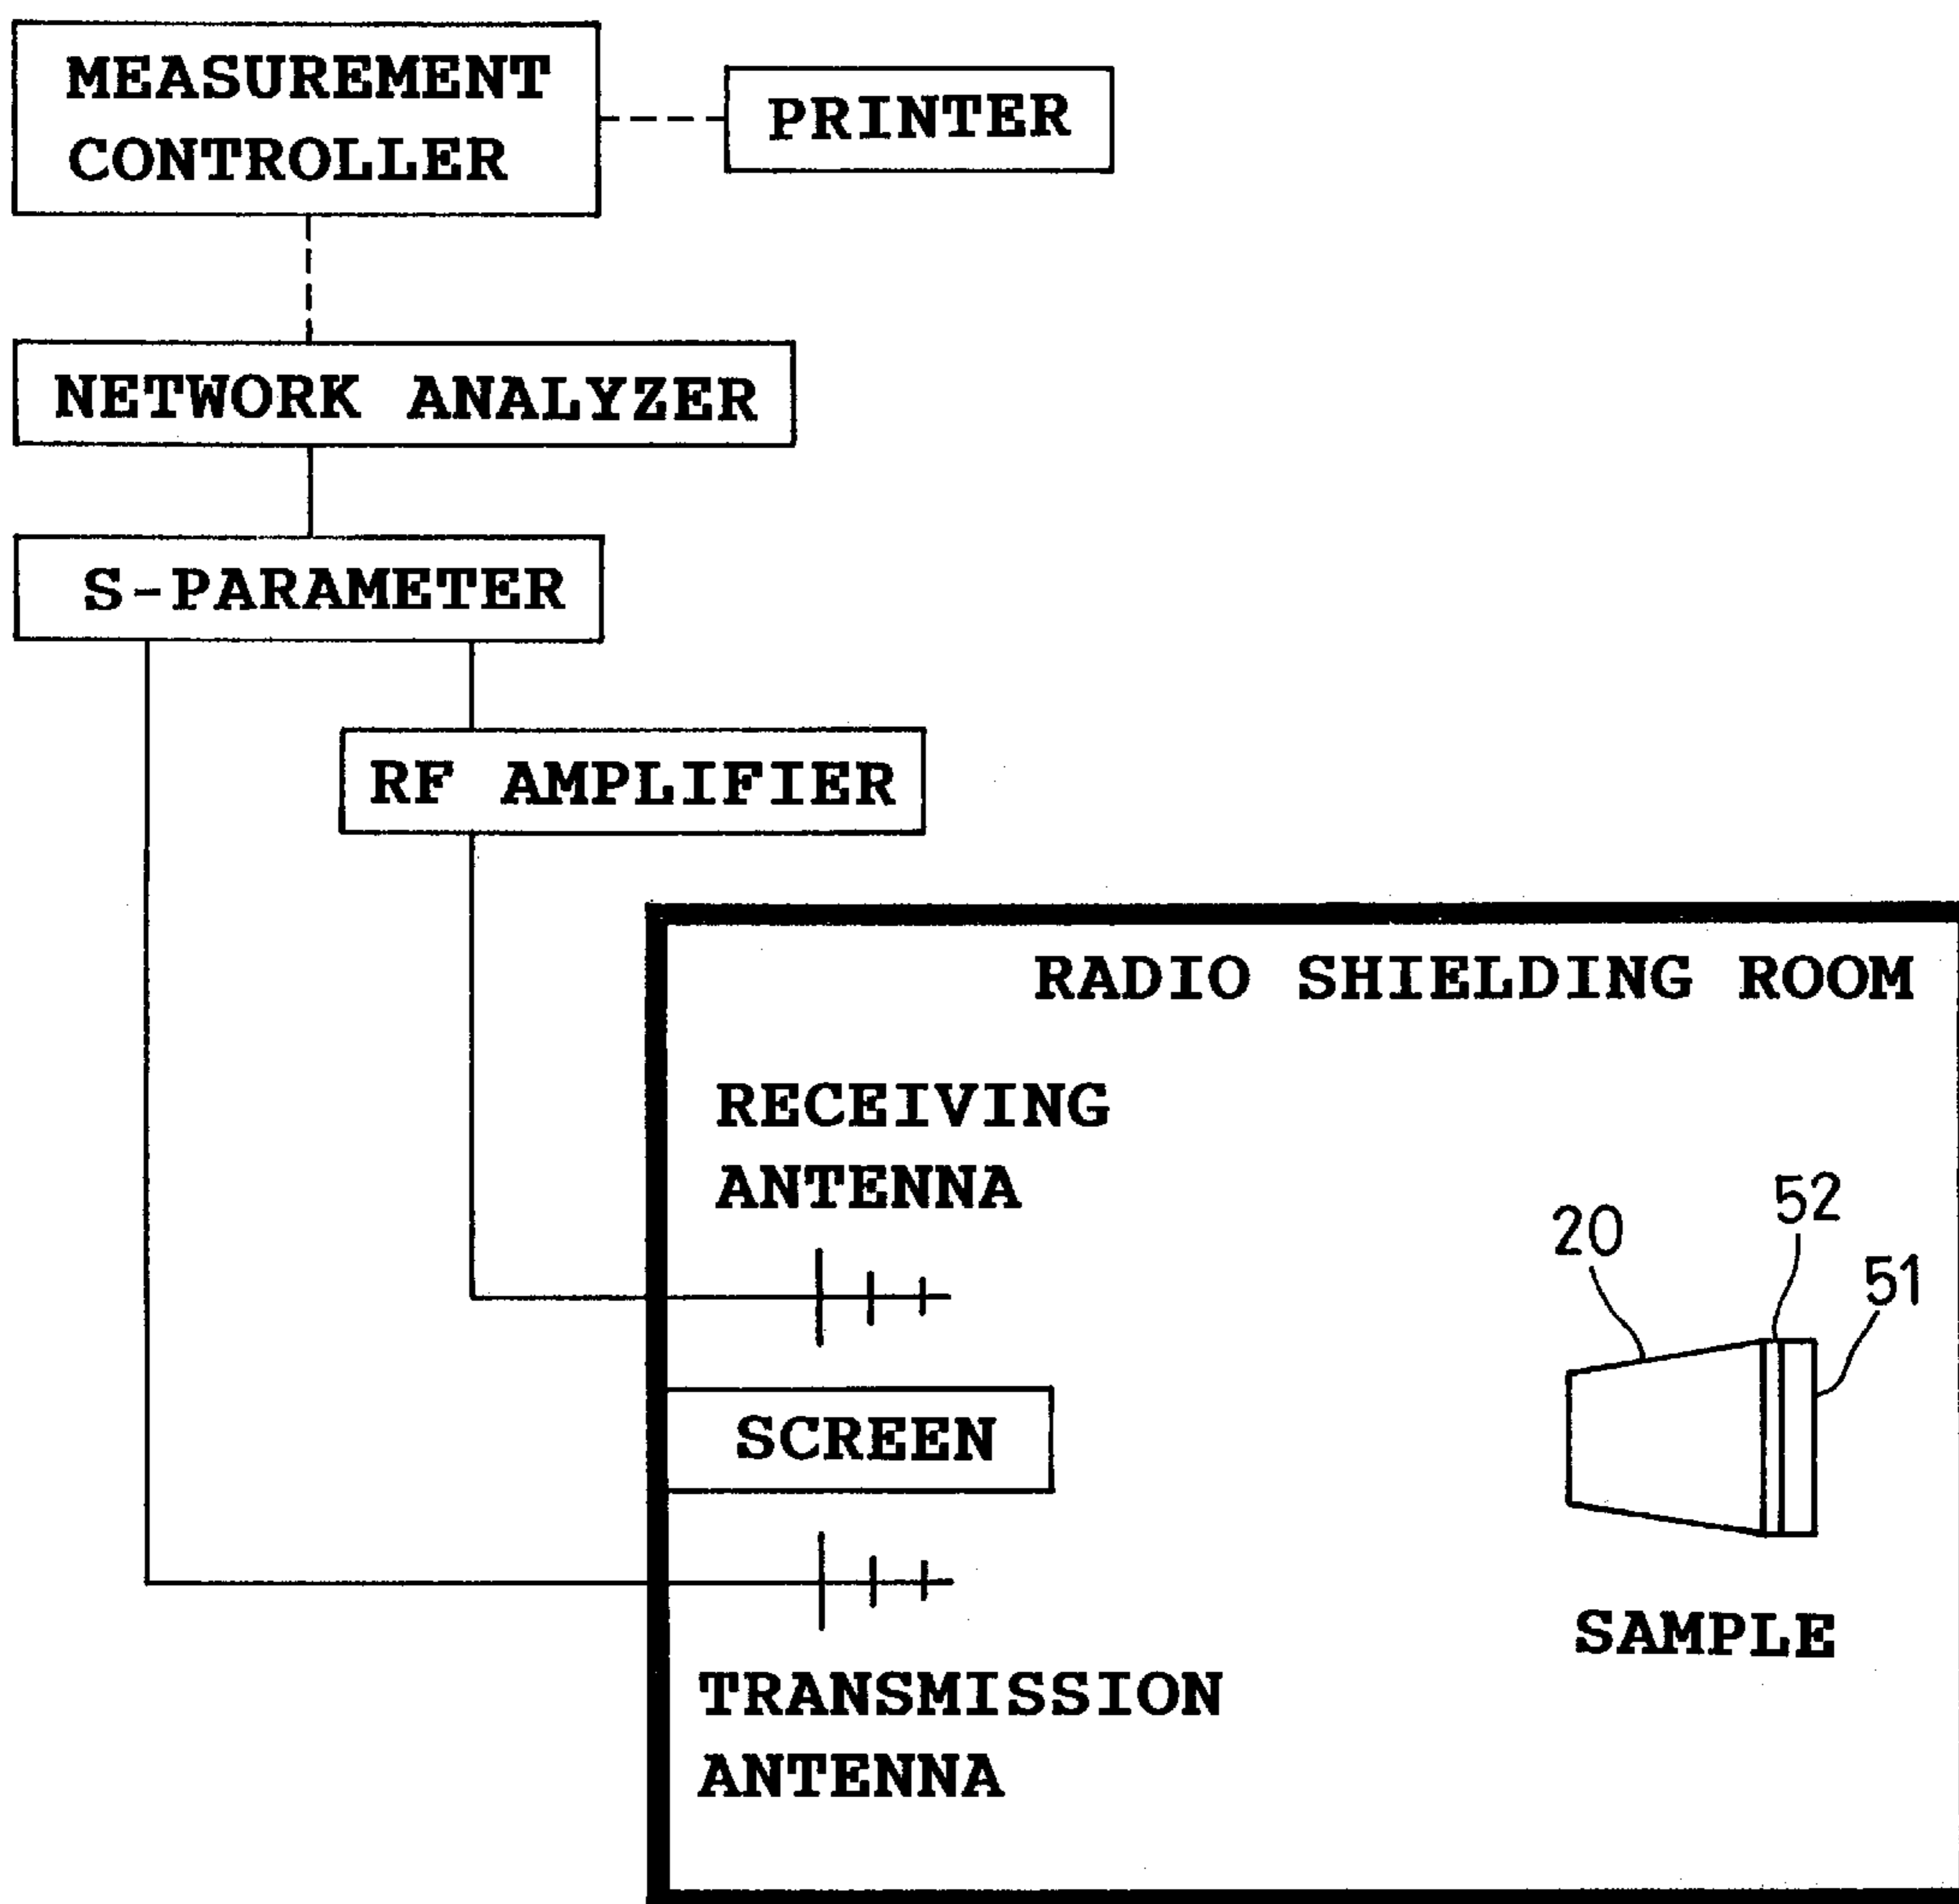 MEASUREMENT
CONTROLLER
PRINTER
NETWORK ANALYZER
S-PARAMETER
RF AMPLIFIER
RADIO SHIELDING ROOM
RECEIVING
ANTENNA
52
20
51
SCREEN
SAMPLE
TRANSMISSION
ANTENNA